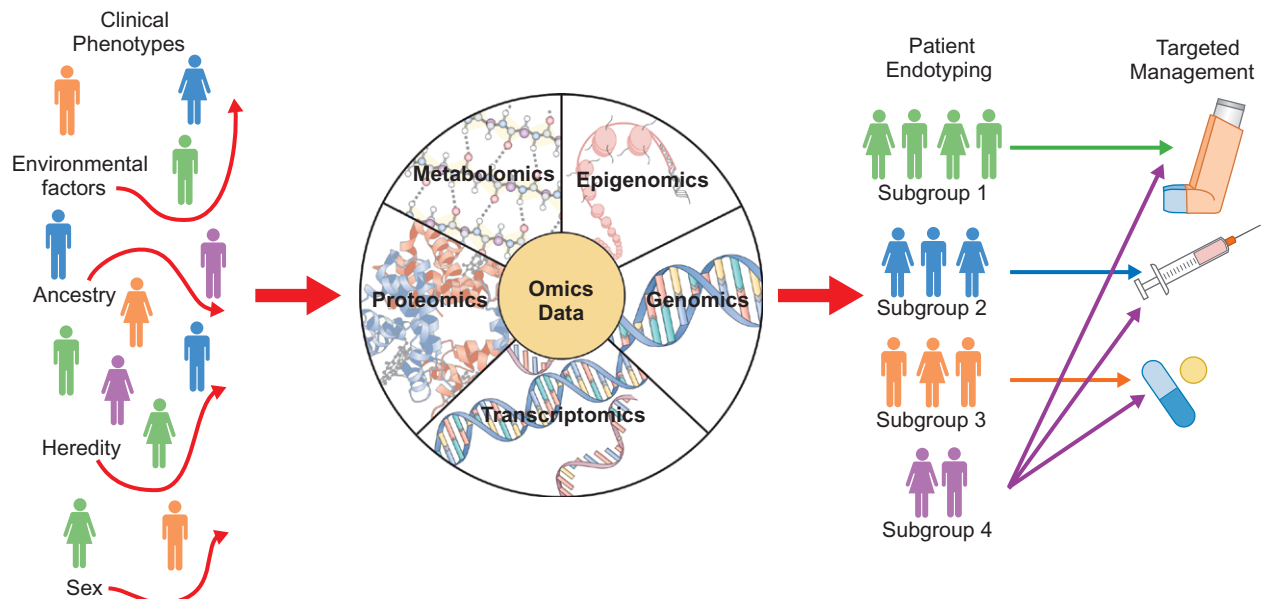 Clinical
Phenotypes
Environmental
factors
Ancestry
Heredity
Sex
Metabolomics
Epigenomics
Proteomics
Omics
Data
Genomics
Transcriptomics
Patient
Endotyping
Subgroup 1
Subgroup 2
Subgroup 3
Subgroup 4
Targeted
Management